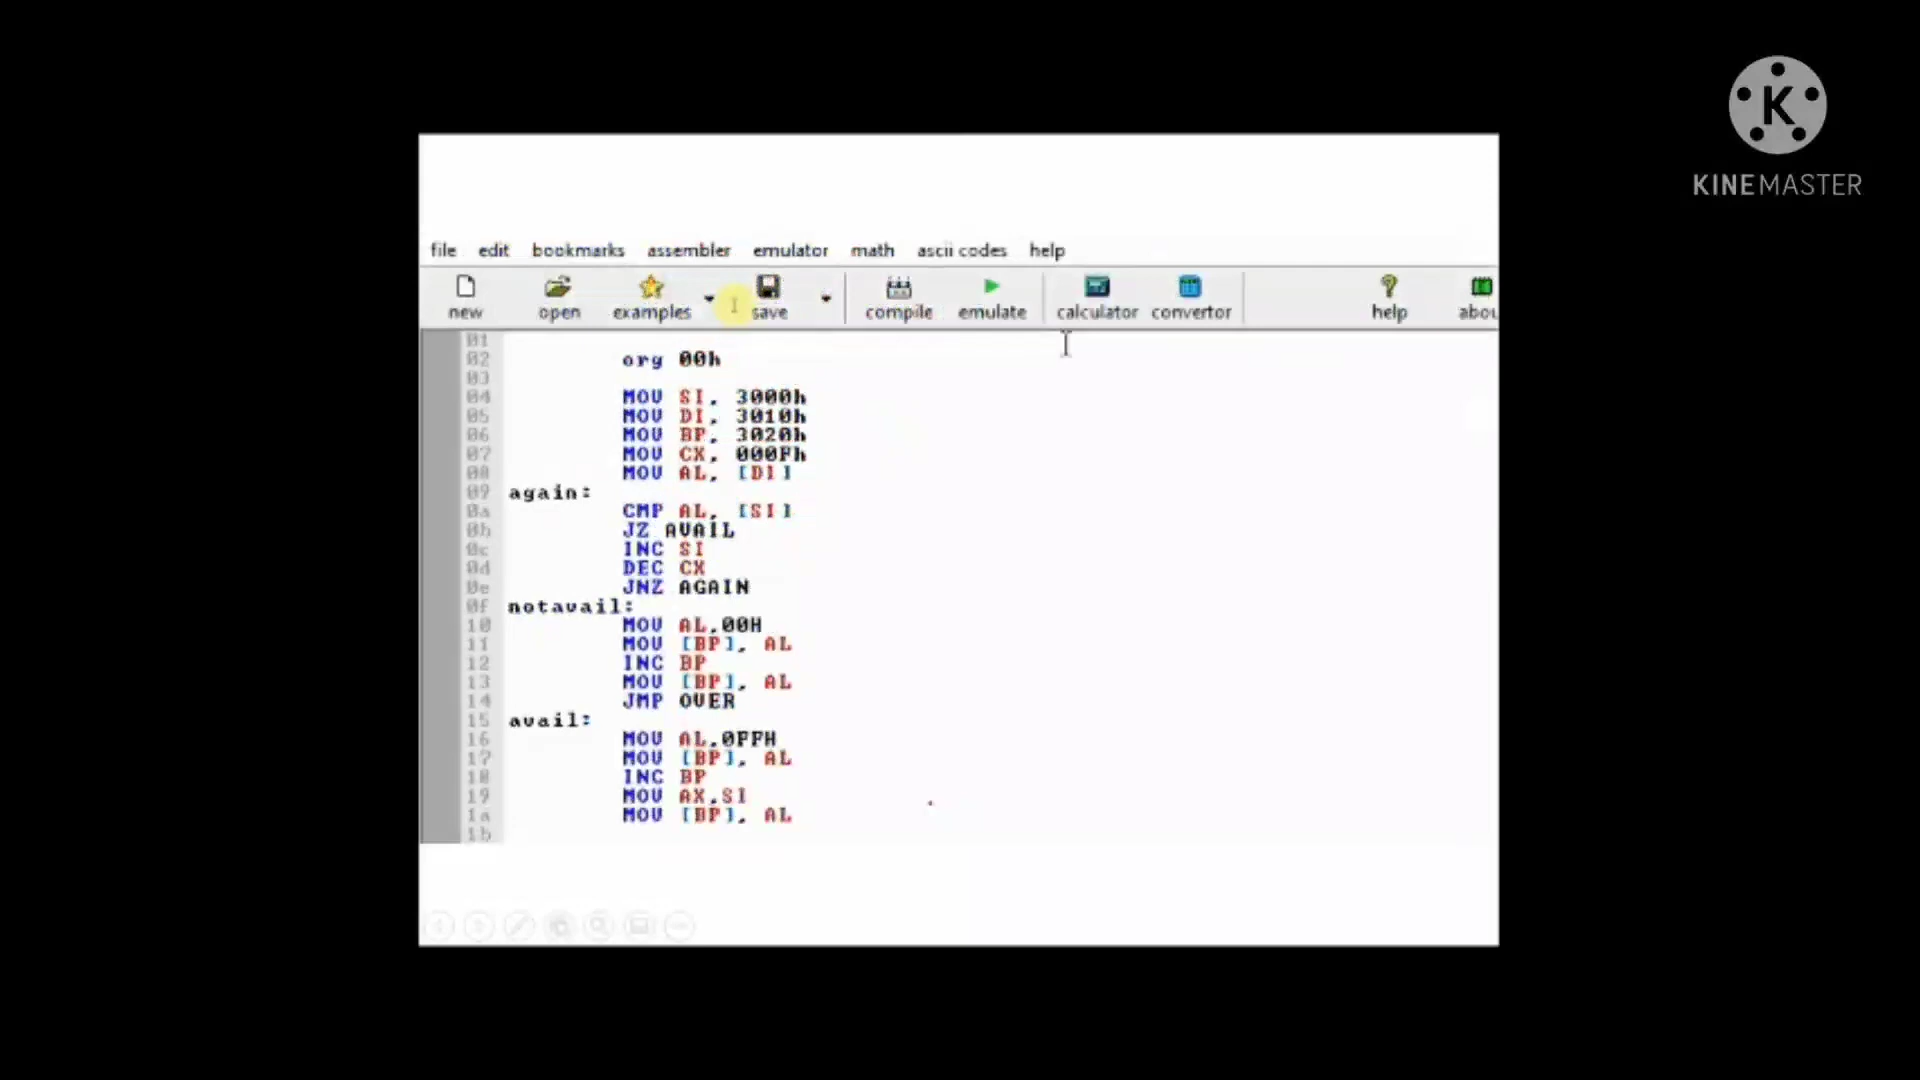 K
KINEMASTER
file edit bookmarks assembler emulator math ascii codes help
new open examples save compile emulate calculator convertor help abou
01
02 org 00h
03
04 MOV SI, 3000h
05 MOV DI, 3010h
06 MOV BP, 3020h
07 MOV CX, 000Fh
08 MOV AL, [DI]
09 again:
0a CMP AL, [SI]
0b JZ AVAIL
0c INC SI
0d DEC CX
0e JNZ AGAIN
0f notavail:
10 MOV AL,00H
11 MOV [BP], AL
12 INC BP
13 MOV [BP], AL
14 JMP OVER
15 avail:
16 MOV AL,0FFH
17 MOV [BP], AL
18 INC BP
19 MOV AX,SI
1a MOV [BP], AL
1b